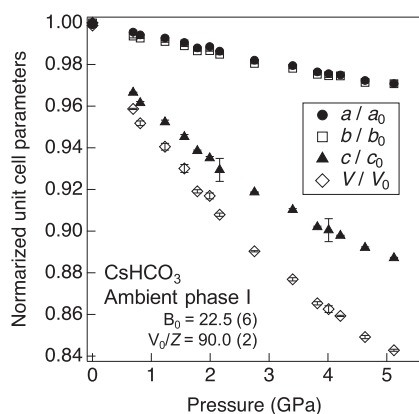 Normarized unit cell parameters
1.00
0.98
0.96
0.94
0.92
0.90
0.88
0.86
0.84
a / a₀
b / b₀
c / c₀
V / V₀
CsHCO₃
Ambient phase I
B₀ = 22.5 (6)
V₀/Z = 90.0 (2)
0 1 2 3 4 5
Pressure (GPa)